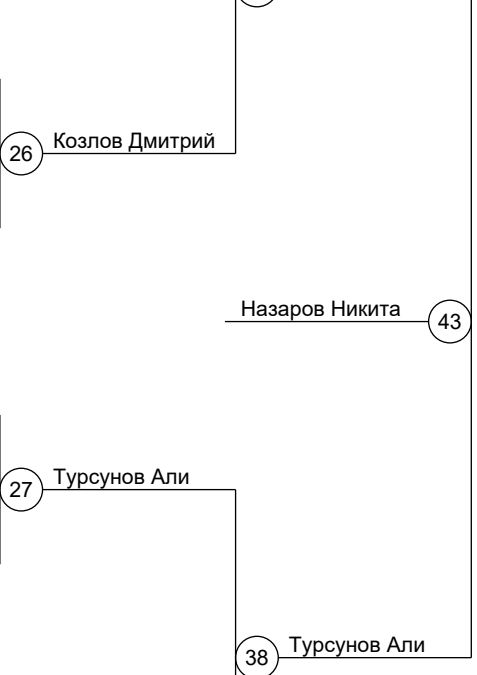 26 Козлов Дмитрий
Назаров Никита 43
27 Турсунов Али
38 Турсунов Али